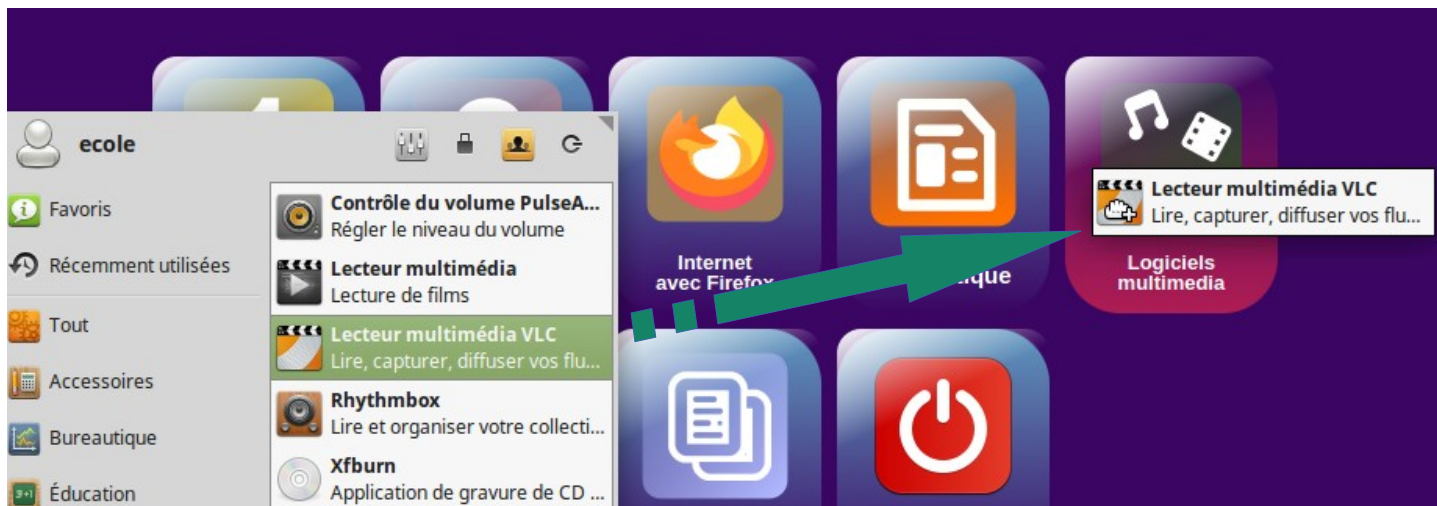 ecole
Favoris
Récemment utilisées
Tout
Accessoires
Bureautique
Éducation
Contrôle du volume PulseA...
Régler le niveau du volume
Lecteur multimédia
Lecture de films
Lecteur multimédia VLC
Lire, capturer, diffuser vos flu...
Rhythmbox
Lire et organiser votre collecti...
Xfburn
Application de gravure de CD ...
Internet
avec Firefox
Lecteur multimédia VLC
Lire, capturer, diffuser vos flu...
Logiciels
multimedia